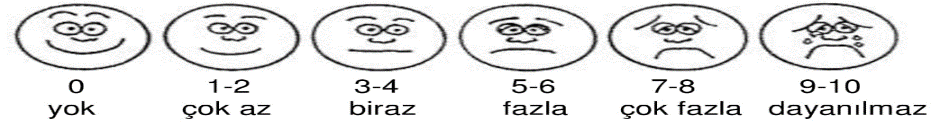 0 1-2 3-4 5-6 7-8 9-10
yok çok az biraz fazla çok fazla dayanılmaz